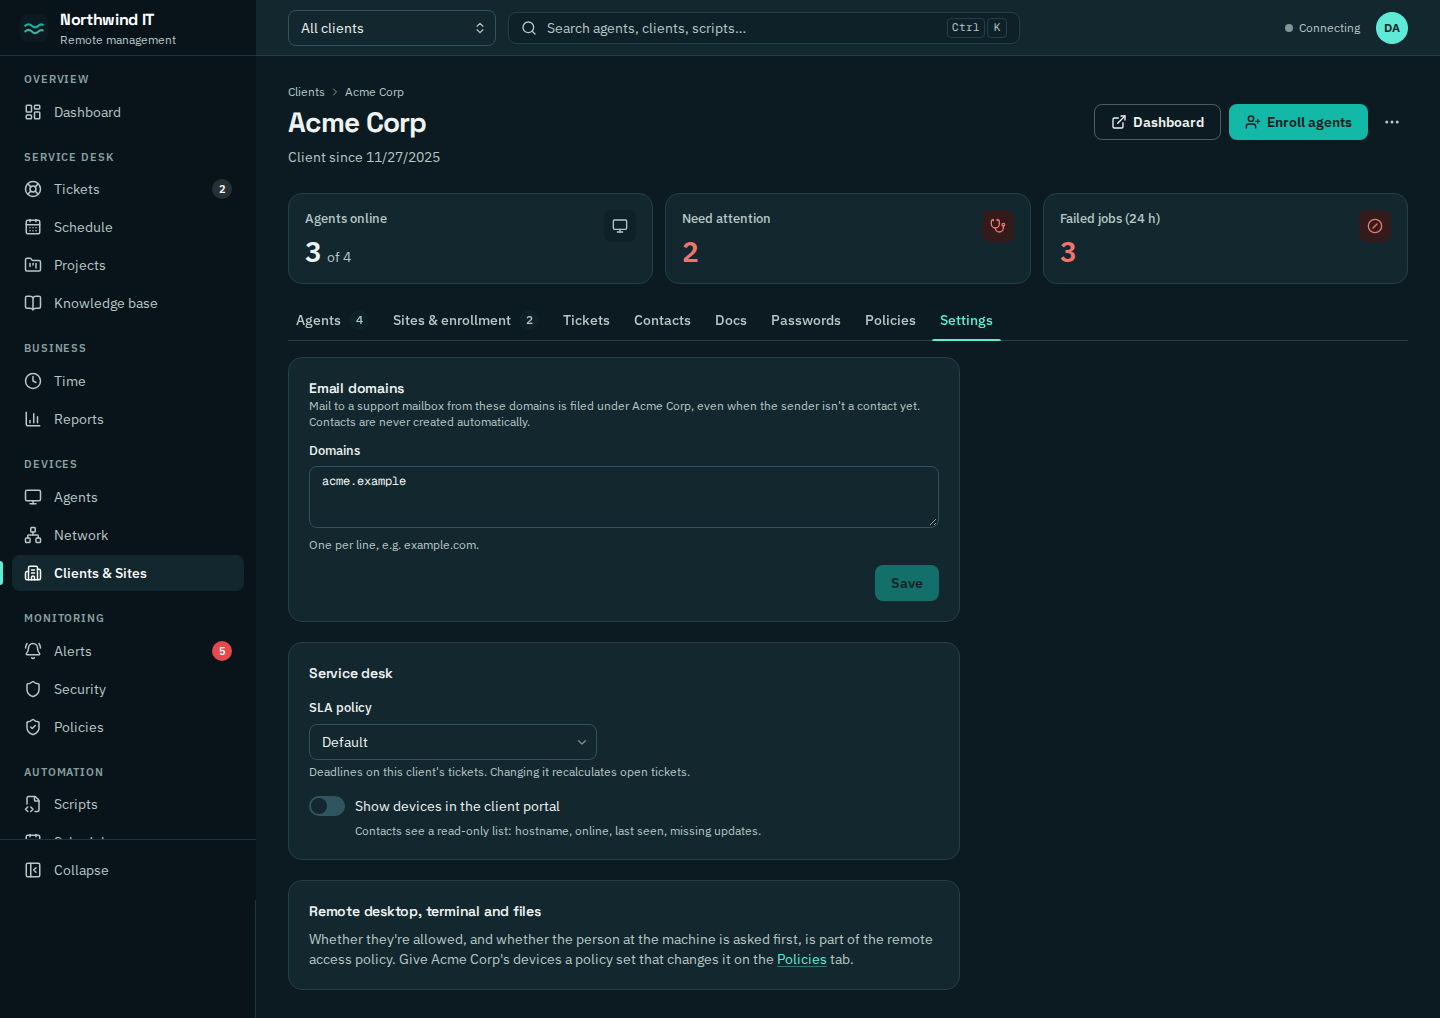 Northwind IT
Remote management
All clients
Search agents, clients, scripts...
Ctrl K
Connecting
DA
OVERVIEW
Dashboard
SERVICE DESK
Tickets 2
Schedule
Projects
Knowledge base
BUSINESS
Time
Reports
DEVICES
Agents
Network
Clients & Sites
MONITORING
Alerts 5
Security
Policies
AUTOMATION
Scripts
Collapse
Clients > Acme Corp
Acme Corp
Client since 11/27/2025
Dashboard
Enroll agents
Agents online
3 of 4
Need attention
2
Failed jobs (24 h)
3
Agents 4 Sites & enrollment 2 Tickets Contacts Docs Passwords Policies Settings
Email domains
Mail to a support mailbox from these domains is filed under Acme Corp, even when the sender isn't a contact yet.
Contacts are never created automatically.
Domains
acme.example
One per line, e.g. example.com.
Save
Service desk
SLA policy
Default
Deadlines on this client's tickets. Changing it recalculates open tickets.
Show devices in the client portal
Contacts see a read-only list: hostname, online, last seen, missing updates.
Remote desktop, terminal and files
Whether they're allowed, and whether the person at the machine is asked first, is part of the remote
access policy. Give Acme Corp's devices a policy set that changes it on the Policies tab.